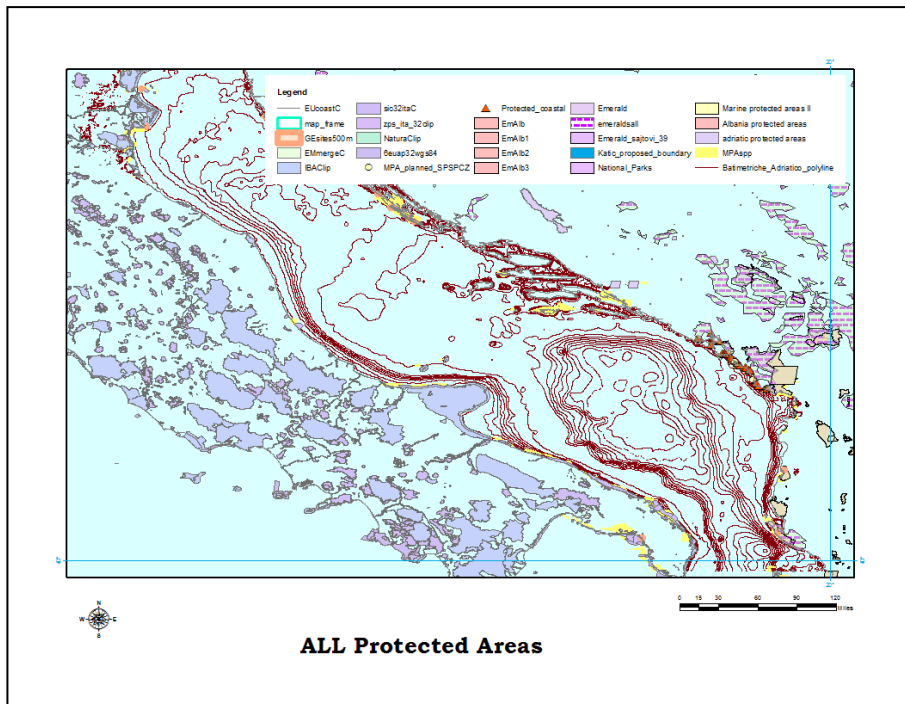 Legend
EUcoastC
map_frame
GEsites500m
EMmergeC
IBAClip
sic32itaC
zps_ita_32clip
NaturaClip
6euap32wgs84
MPA_planned_SPSPCZ
Protected_coastal
EmAlb
EmAlb1
EmAlb2
EmAlb3
Emerald
emeraldsall
Emerald_sajtovi_39
Katic_proposed_boundary
National_Parks
Marine protected areas II
Albania protected areas
adriatic protected areas
MPAspp
Batimetriche_Adriatico_polyline
N
W E
S
0 15 30 60 90 120
Miles
ALL Protected Areas